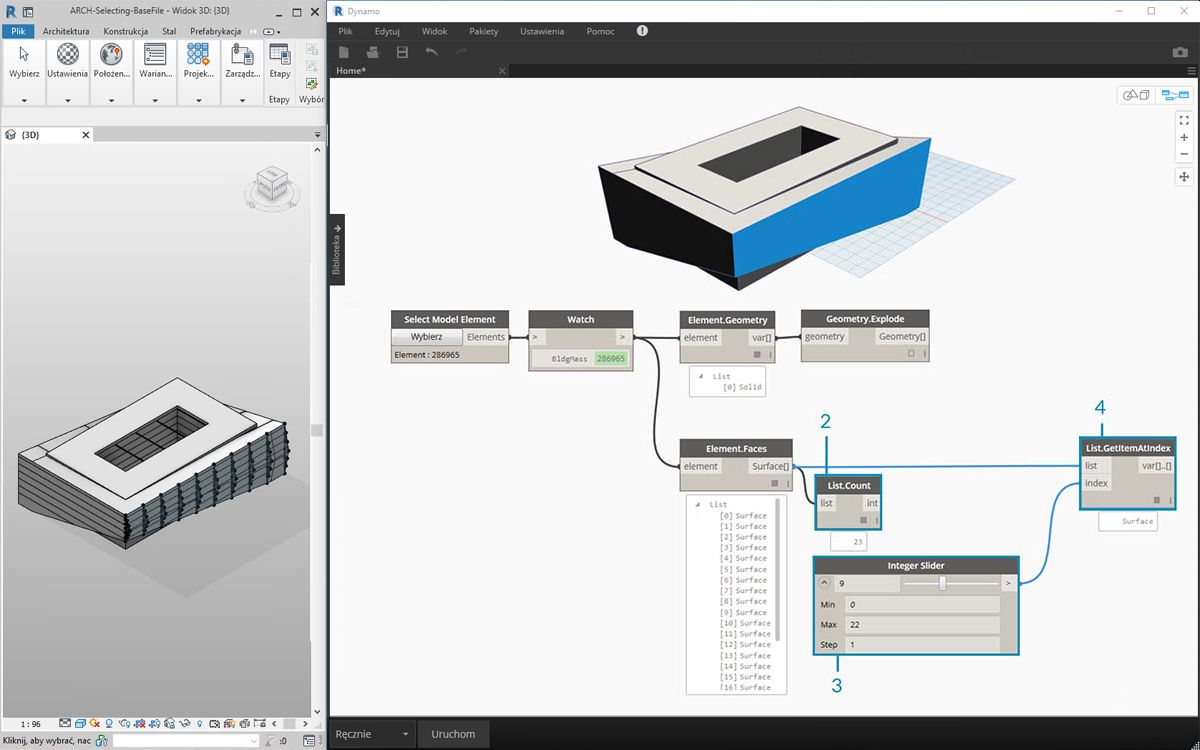 ARCH-Selecting-BaseFile - Widok 3D: {3D}
Plik Architektura Konstrukcja Stal Prefabrykacja
Wybierz Ustawienia Położen... Warian... Projek... Zarządz... Etapy
Etapy Wybór
{3D}
1 : 96
Kliknij, aby wybrać, nac
:0
Dynamo
Plik Edytuj Widok Pakiety Ustawienia Pomoc
Home*
Biblioteka
Select Model Element
Wybierz Elements
Element : 286965
Watch
> >
BldgMass 286965
Element.Geometry
element var[]
List
[0] Solid
Geometry.Explode
geometry Geometry[]
Element.Faces
element Surface[]
List
[0] Surface
[1] Surface
[2] Surface
[3] Surface
[4] Surface
[5] Surface
[6] Surface
[7] Surface
[8] Surface
[9] Surface
[10] Surface
[11] Surface
[12] Surface
[13] Surface
[14] Surface
[15] Surface
[16] Surface
2
List.Count
list int
23
Integer Slider
9 >
Min 0
Max 22
Step 1
3
4
List.GetItemAtIndex
list var[]..[]
index
Surface
Ręcznie Uruchom